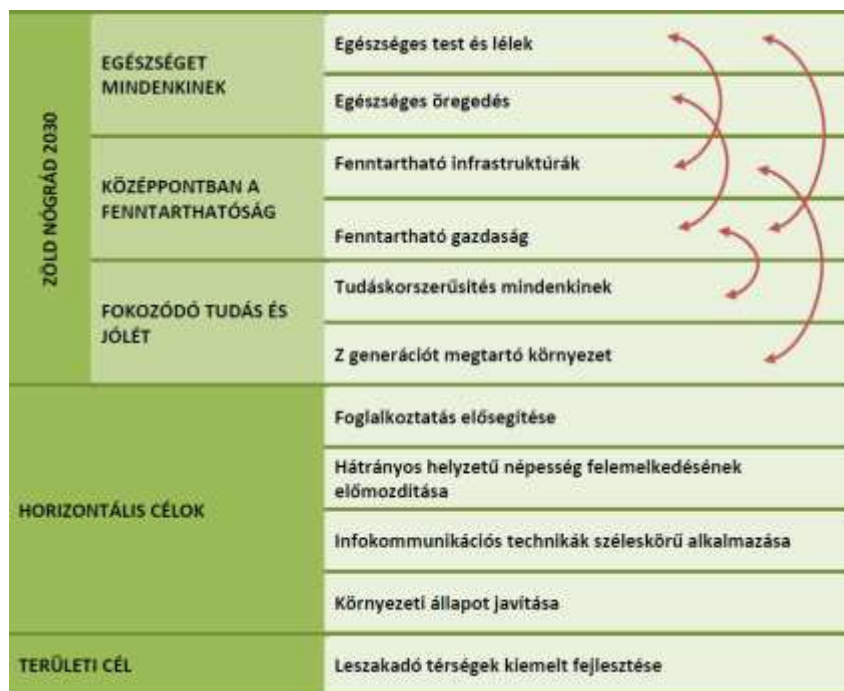 ZÖLD NÓGRÁD 2030
EGÉSZSÉGET
MINDENKINEK
Egészséges test és lélek
Egészséges öregedés
KÖZÉPPONTBAN A
FENNTARTHATÓSÁG
Fenntartható infrastruktúrák
Fenntartható gazdaság
FOKOZÓDÓ TUDÁS ÉS
JÓLÉT
Tudáskorszerűsítés mindenkinek
Z generációt megtartó környezet
HORIZONTÁLIS CÉLOK
Foglalkoztatás elősegítése
Hátrányos helyzetű népesség felemelkedésének
előmozdítása
Infokommunikációs technikák széleskörű alkalmazása
Környezeti állapot javítása
TERÜLETI CÉL
Leszakadó térségek kiemelt fejlesztése